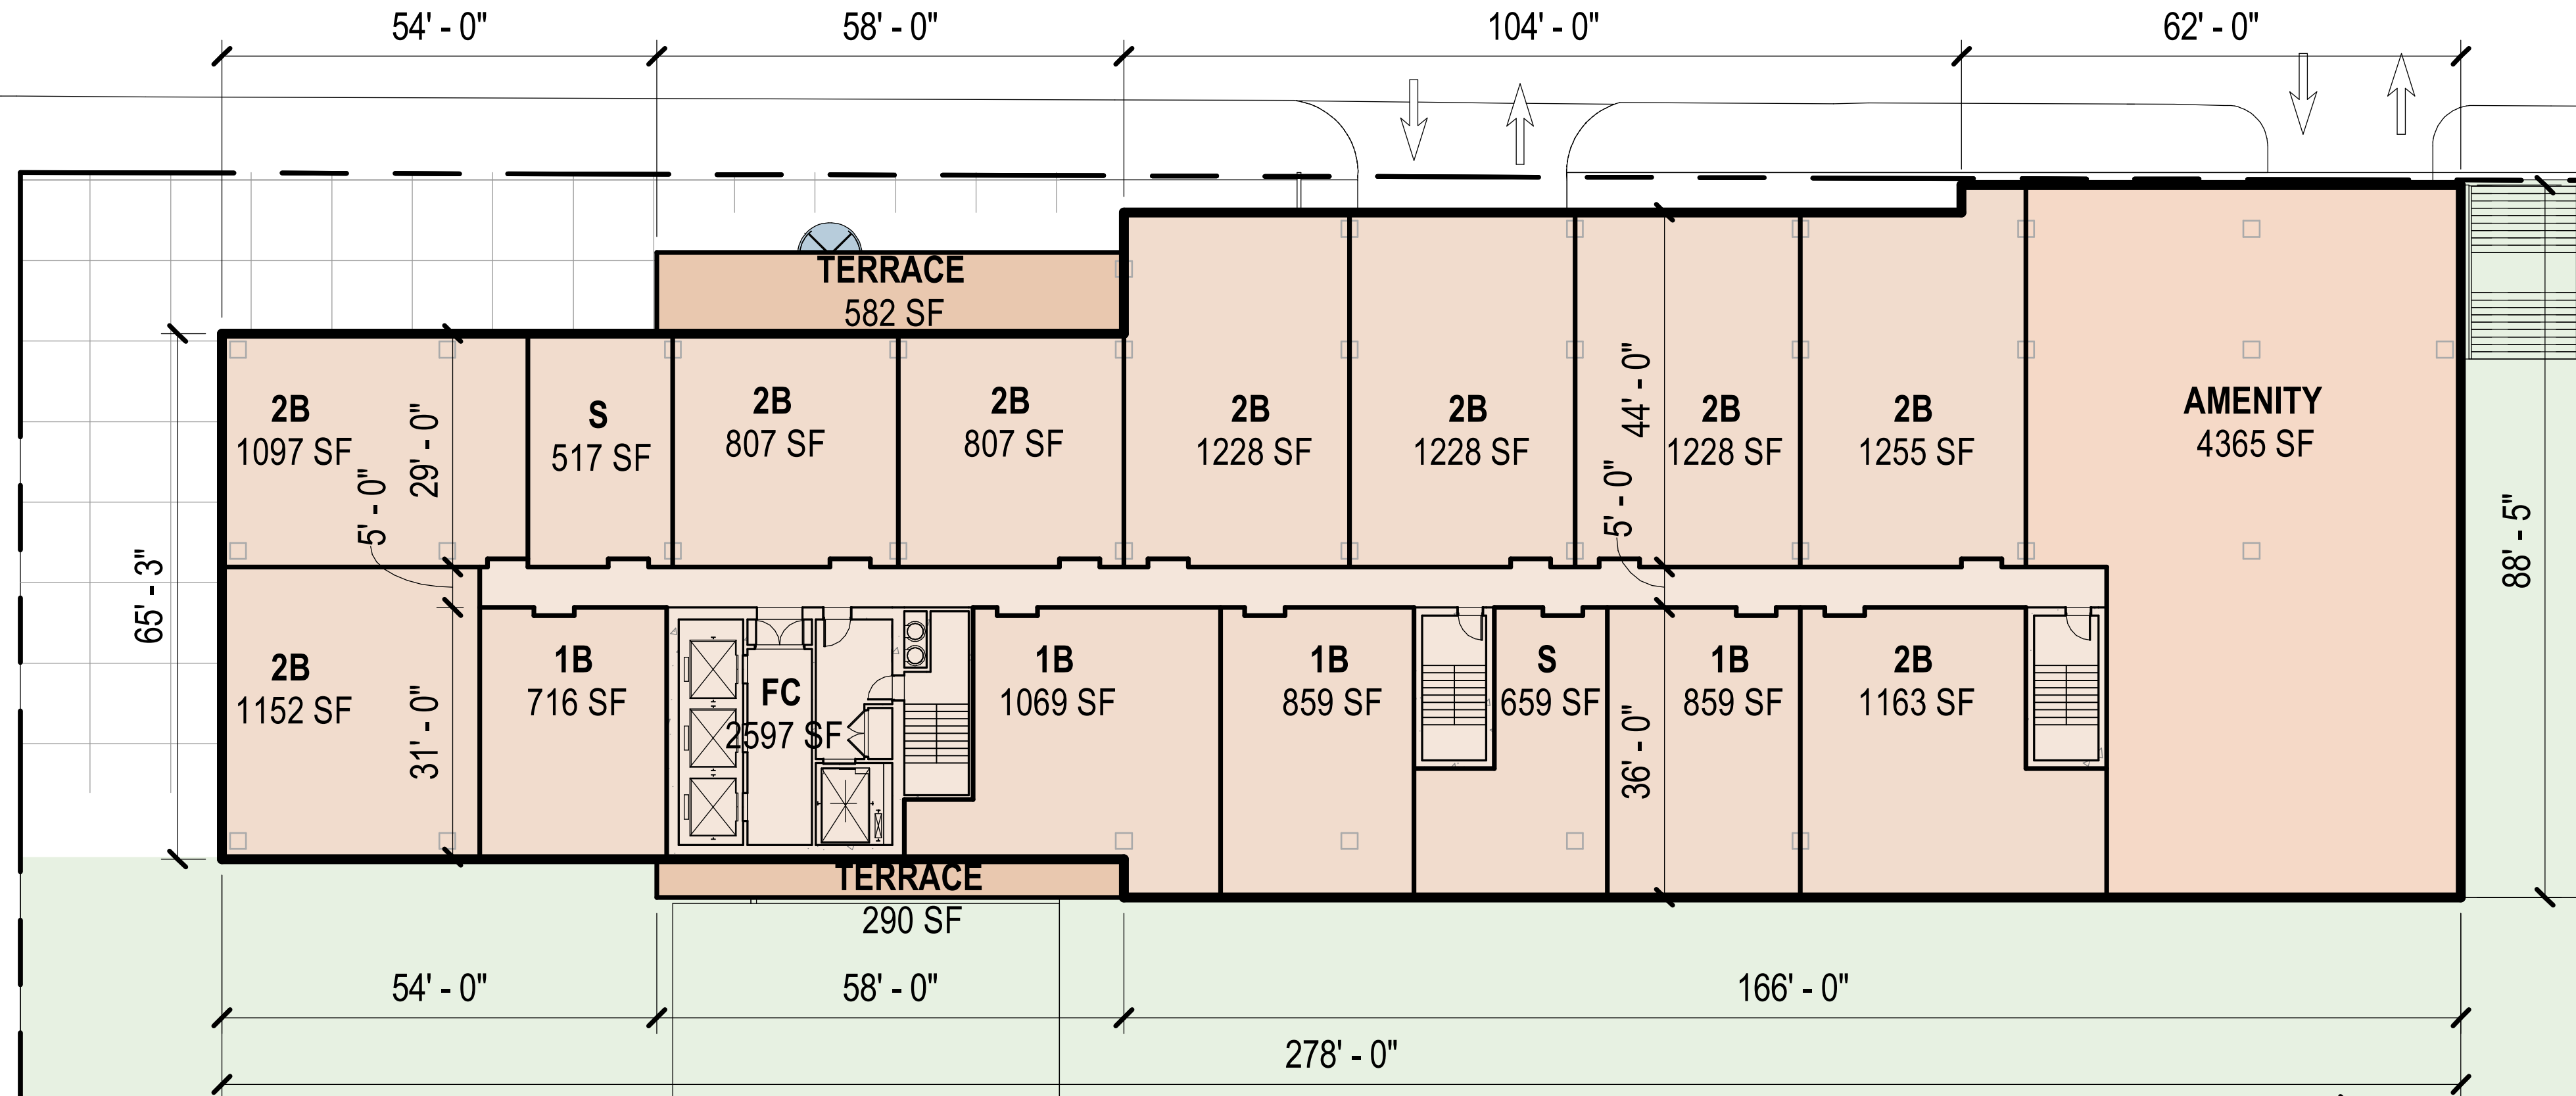 54' - 0"
58' - 0"
104' - 0"
62' - 0"
TERRACE
582 SF
2B
1097 SF
29' - 0"
5' - 0"
S
517 SF
2B
807 SF
2B
807 SF
2B
1228 SF
2B
1228 SF
44' - 0"
5' - 0"
2B
1228 SF
2B
1255 SF
AMENITY
4365 SF
65' - 3"
88' - 5"
2B
1152 SF
31' - 0"
1B
716 SF
FC
2597 SF
1B
1069 SF
1B
859 SF
S
659 SF
36' - 0"
1B
859 SF
2B
1163 SF
TERRACE
290 SF
54' - 0"
58' - 0"
166' - 0"
278' - 0"